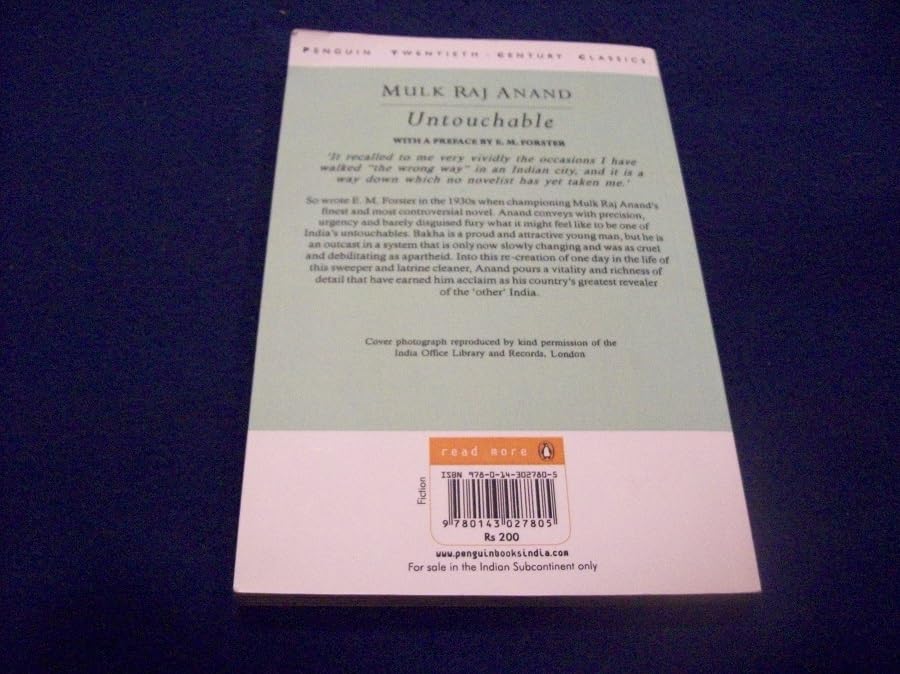 PENGUIN TWENTIETH · CENTURY CLASSICS
MULK RAJ ANAND
Untouchable
WITH A PREFACE BY E. M. FORSTER
'It recalled to me very vividly the occasions I have
walked "the wrong way" in an Indian city, and it is a
way down which no novelist has yet taken me.'
So wrote E. M. Forster in the 1930s when championing Mulk Raj Anand's
finest and most controversial novel. Anand conveys with precision,
urgency and barely disguised fury what it might feel like to be one of
India's untouchables. Bakha is a proud and attractive young man, but he is
an outcast in a system that is only now slowly changing and was as cruel
and debilitating as apartheid. Into this re-creation of one day in the life of
this sweeper and latrine cleaner, Anand pours a vitality and richness of
detail that have earned him acclaim as his country's greatest revealer
of the 'other' India.
Cover photograph reproduced by kind permission of the
India Office Library and Records, London
read more
ISBN 978-0-14-302780-5
Fiction
9 780143 027805
Rs 200
www.penguinbooksindia.com
For sale in the Indian Subcontinent only